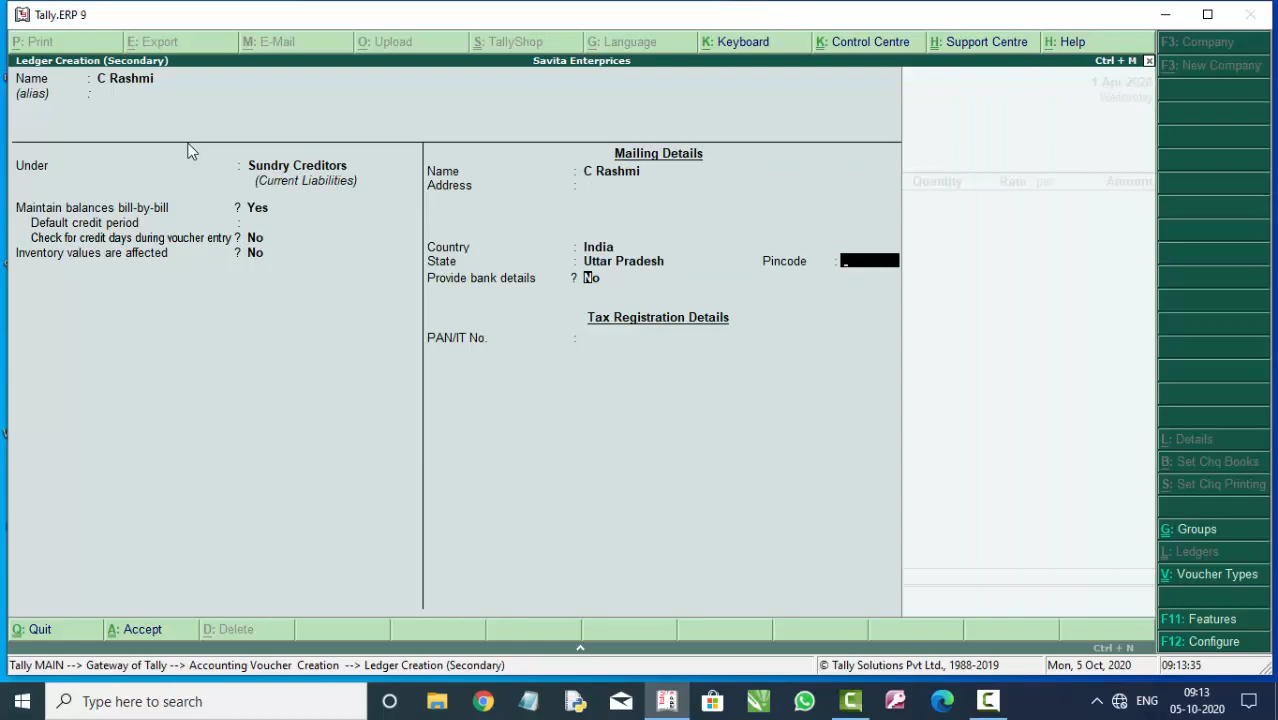 Tally.ERP 9
P: Print E: Export M: E-Mail O: Upload S: TallyShop G: Language K: Keyboard K: Control Centre H: Support Centre H: Help
F3: Company
Ledger Creation (Secondary) Savita Enterprises Ctrl + M
F3: New Company
Name : C Rashmi
(alias) :
1 Apr 2020
Wednesday
Under : Sundry Creditors
(Current Liabilities)
Maintain balances bill-by-bill ? Yes
Default credit period :
Check for credit days during voucher entry ? No
Inventory values are affected ? No
Mailing Details
Name : C Rashmi
Address :
Country : India
State : Uttar Pradesh Pincode :
Provide bank details ? No
Tax Registration Details
PAN/IT No. :
Quantity Rate per Amount
L: Details
B: Set Chq Books
S: Set Chq Printing
G: Groups
L: Ledgers
V: Voucher Types
F11: Features
F12: Configure
Q: Quit A: Accept D: Delete
Ctrl + N
Tally MAIN --> Gateway of Tally --> Accounting Voucher Creation --> Ledger Creation (Secondary) © Tally Solutions Pvt Ltd., 1988-2019 Mon, 5 Oct, 2020 09:13:35
Type here to search
ENG
09:13
05-10-2020